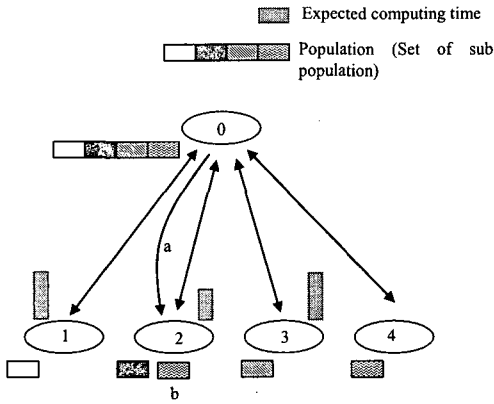 Expected computing time
Population (Set of sub
population)
0
a
1
2
3
4
b